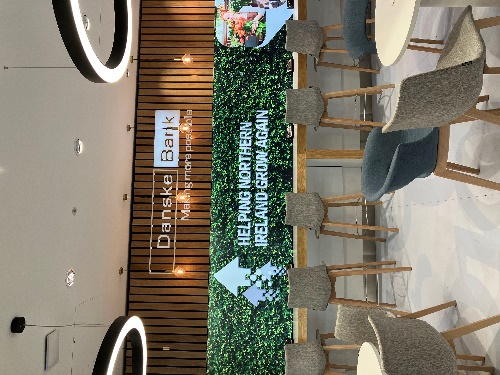 Danske Bank
Making more possible
HELPING NORTHERN
IRELAND GROW AGAIN